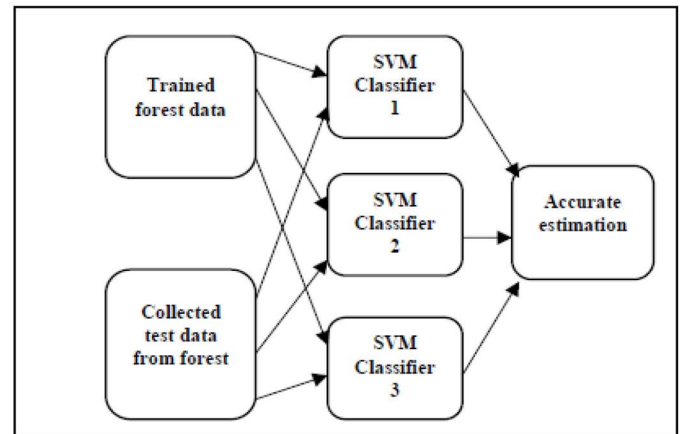 Trained
forest data
Collected
test data
from forest
SVM
Classifier
1
SVM
Classifier
2
SVM
Classifier
3
Accurate
estimation